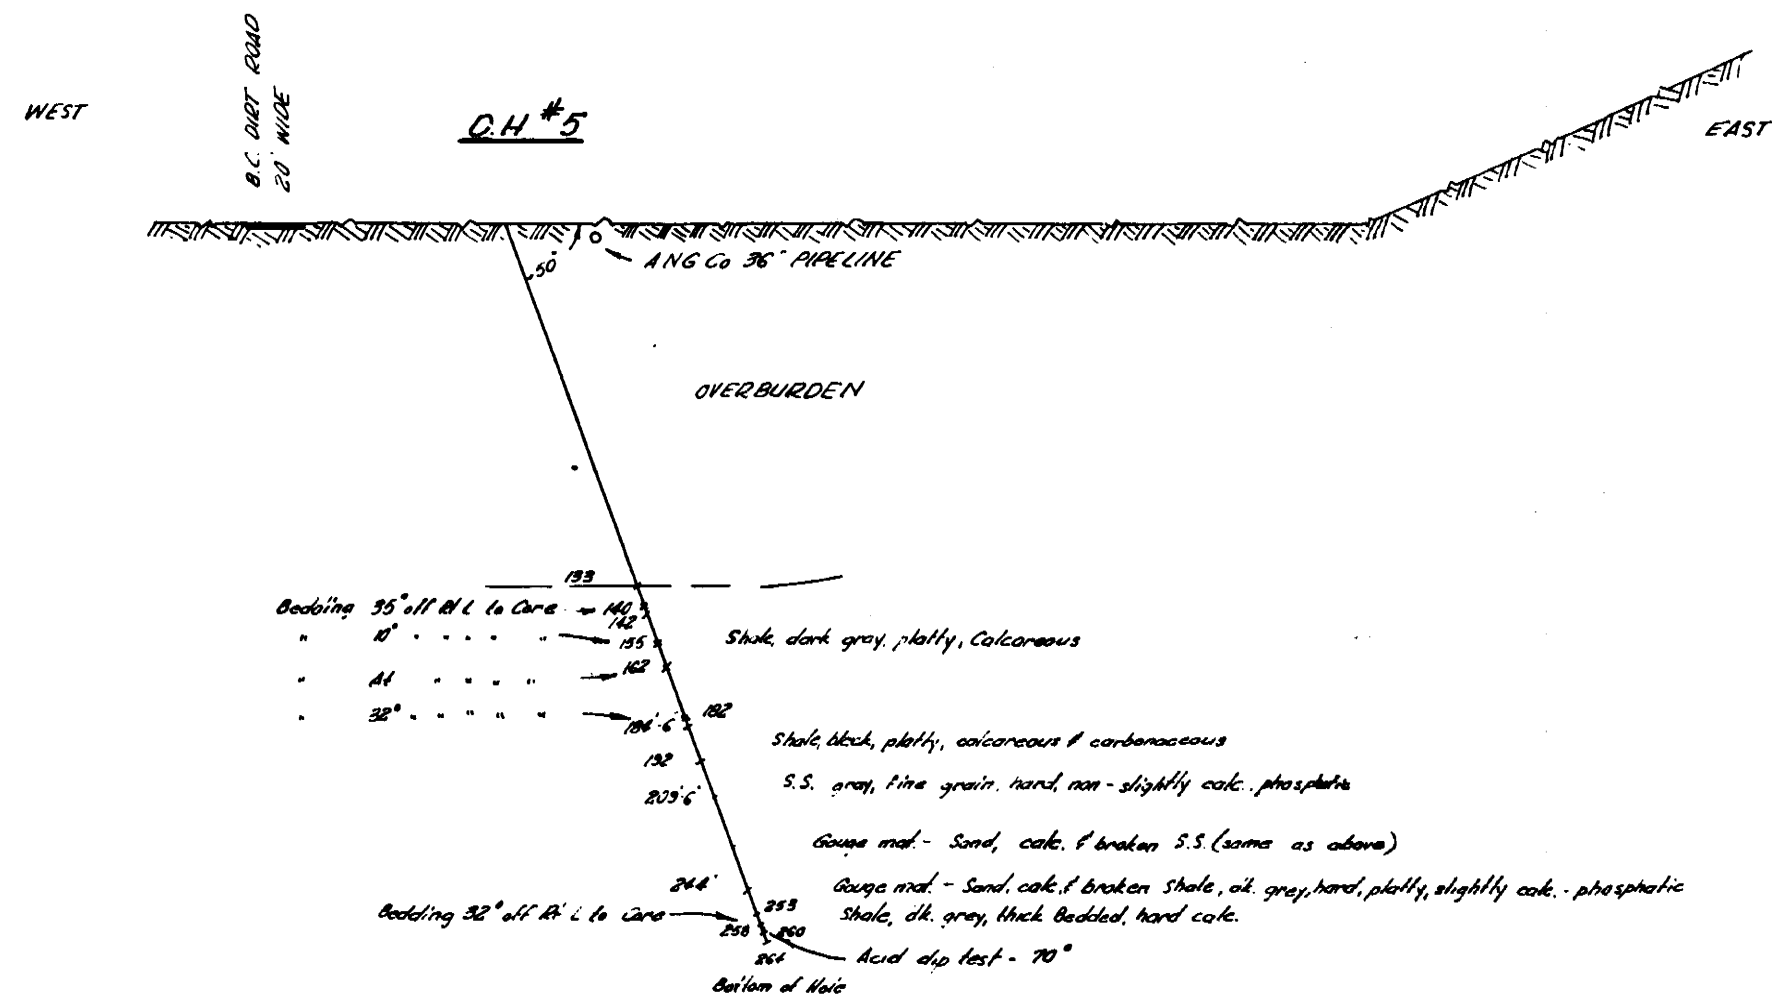 WEST
B.C. DIRT ROAD
20' WIDE
C.H #5
EAST
50°
ANG Co 36" PIPELINE
OVERBURDEN
133
Bedding 35° off Rt L to Core 140
142
" 10° " " " " 155
Shale, dark gray, platty, Calcareous
162
" At " " " "
" 32° " " " " " 184'-6" 182
Shale, black, platty, calcareous & carbonaceous
192
S.S. gray, fine grain, hard, non-slightly calc. phosphatic
209'-6"
Gouge mat. - Sand, calc. & broken S.S. (same as above)
244'
Gouge mat. - Sand, calc, & broken Shale, dk. grey, hard, platty, slightly calc. - phosphatic
253
Bedding 32° off Rt L to Core
Shale, dk. grey, thick Bedded, hard calc.
258 260
264
Acid dip test - 70°
Bottom of Hole